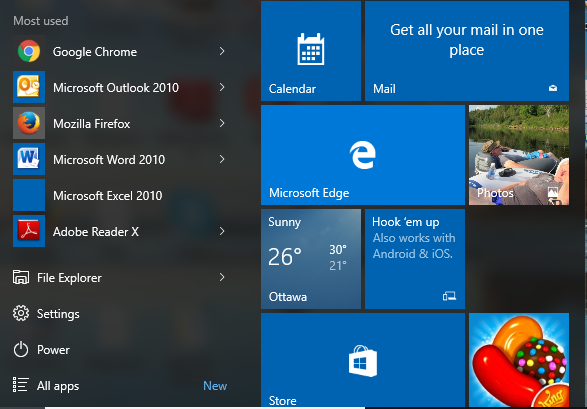 Most used
Google Chrome
Microsoft Outlook 2010
Mozilla Firefox
Microsoft Word 2010
Microsoft Excel 2010
Adobe Reader X
File Explorer
Settings
Power
All apps
New
Calendar
Get all your mail in one
place
Mail
Microsoft Edge
Photos
Sunny
26°
30°
21°
Ottawa
Hook 'em up
Also works with
Android & iOS.
Store
King